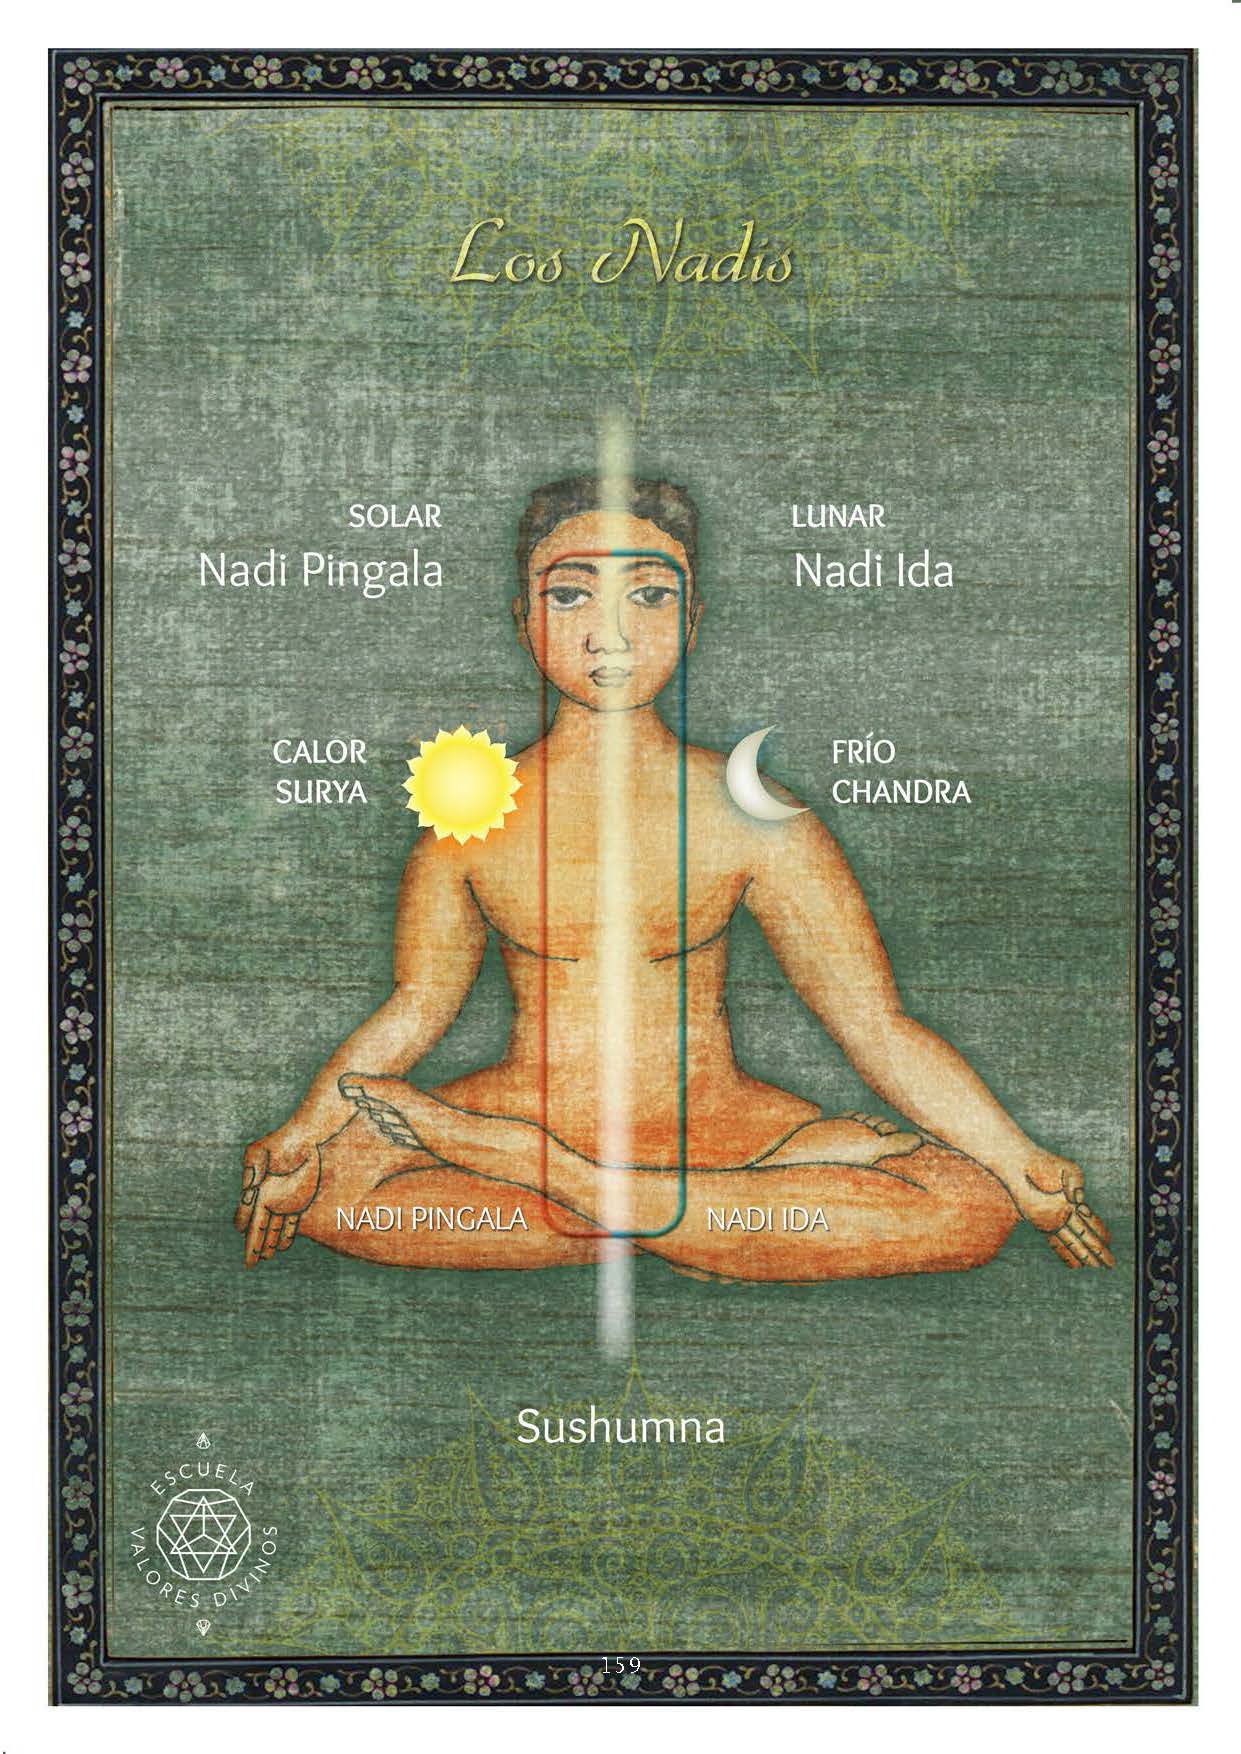 Los Nadis
SOLAR
Nadi Pingala
LUNAR
Nadi Ida
CALOR
SURYA
FRÍO
CHANDRA
NADI PINGALA
NADI IDA
Sushumna
ESCUELA
VALORES DIVINOS
159